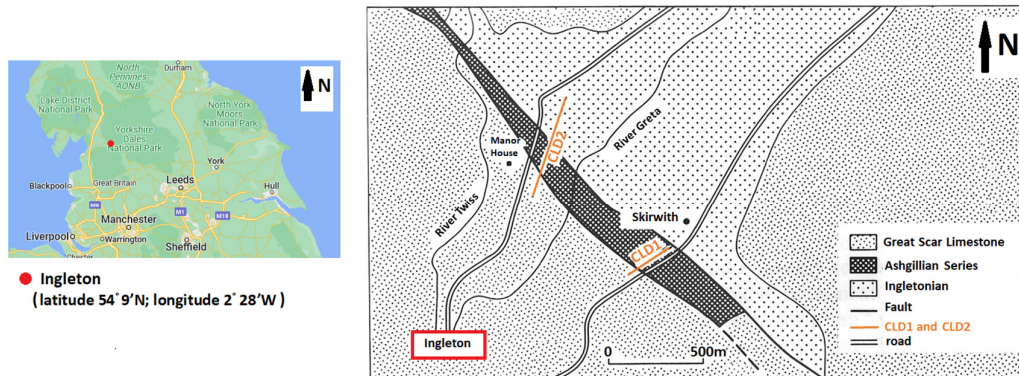 Durham
North
Pennines
AONB
N
Lake District
National Park
North York
Moors
National Park
Yorkshire
Dales
National Park
York
Blackpool
Great Britain
Leeds
Hull
M6
M1
M18
Manchester
Liverpool
Warrington
Sheffield
Chester
Ingleton
(latitude 54°9’N; longitude 2°28’W)
N
Manor
House
CLD2
River Greta
River Twiss
Skirwith
CLD1
Ingleton
0 500m
Great Scar Limestone
Ashgillian Series
Ingletonian
Fault
CLD1 and CLD2
road